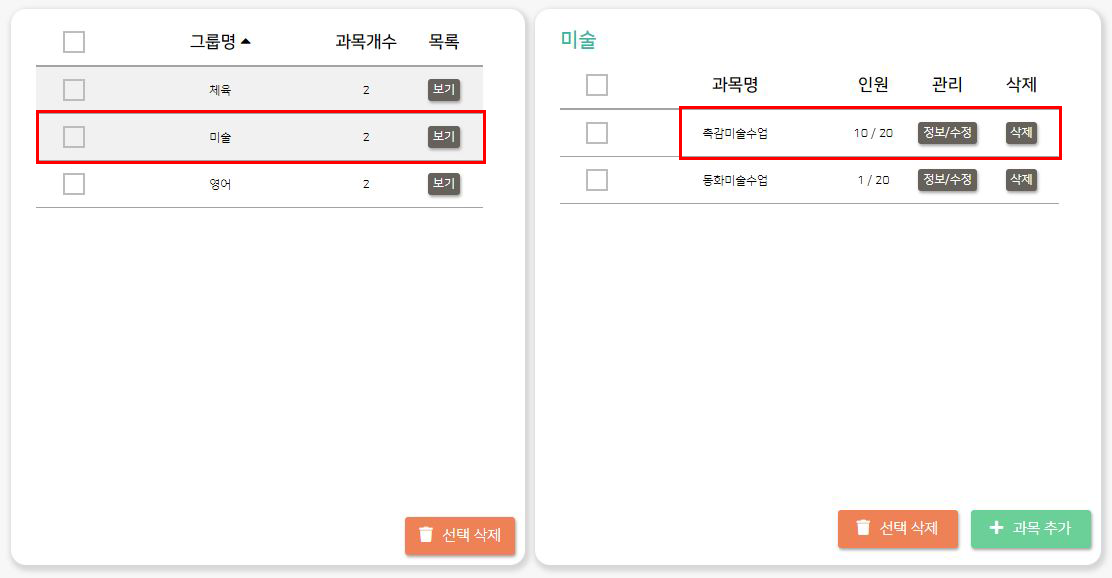 그룹명 과목개수 목록
체육 2 보기
미술 2 보기
영어 2 보기
선택 삭제
미술
과목명 인원 관리 삭제
촉감미술수업 10 / 20 정보/수정 삭제
동화미술수업 1 / 20 정보/수정 삭제
선택 삭제 과목 추가